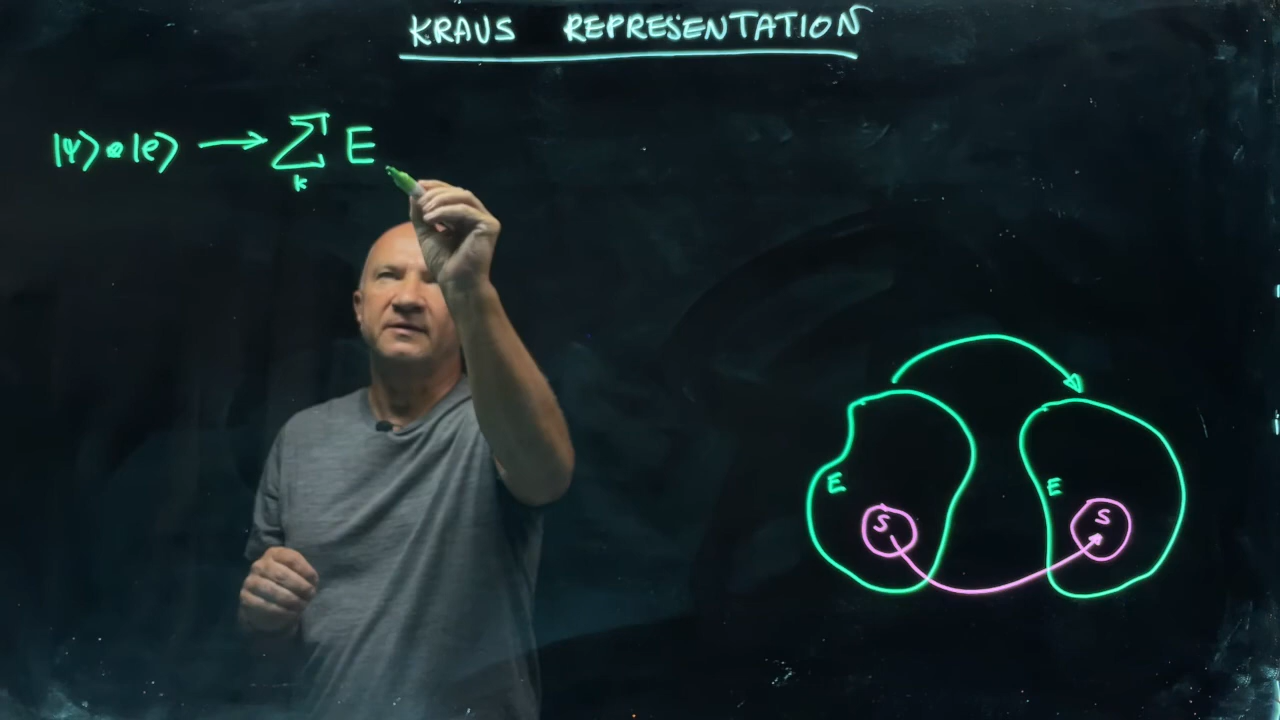 KRAUS REPRESENTATION
|ψ⟩⊗|e⟩ → ∑ E
k
E
E
S
S